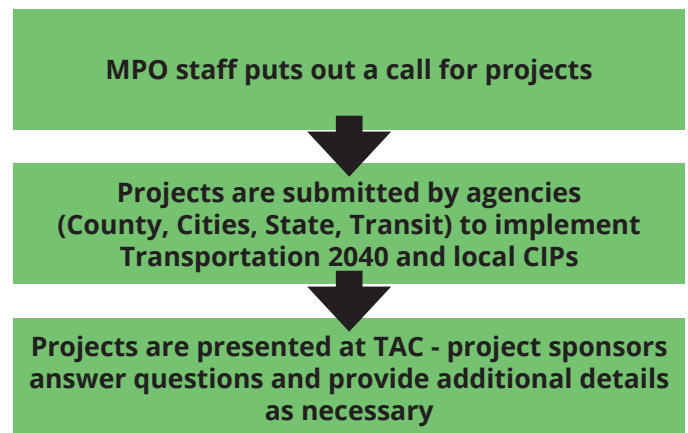 MPO staff puts out a call for projects
Projects are submitted by agencies
(County, Cities, State, Transit) to implement
Transportation 2040 and local CIPs
Projects are presented at TAC - project sponsors
answer questions and provide additional details
as necessary